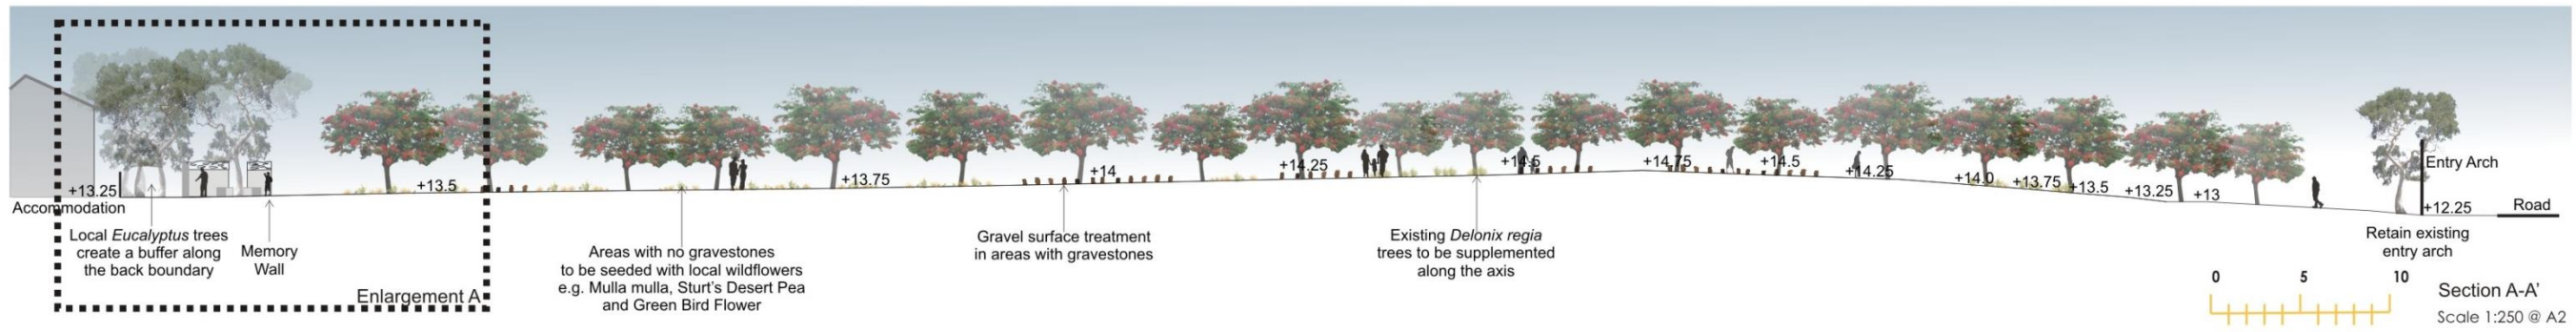 +13.25
Accommodation
Local Eucalyptus trees
create a buffer along
the back boundary
Memory
Wall
+13.5
Enlargement A
Areas with no gravestones
to be seeded with local wildflowers
e.g. Mulla mulla, Sturt's Desert Pea
and Green Bird Flower
+13.75
+14
Gravel surface treatment
in areas with gravestones
+14.25
Existing Delonix regia
trees to be supplemented
along the axis
+14.5
+14.75
+14.5
+14.25
+14.0
+13.75
+13.5
+13.25
+13
Entry Arch
+12.25
Road
Retain existing
entry arch
0 5 10
Section A-A'
Scale 1:250 @ A2